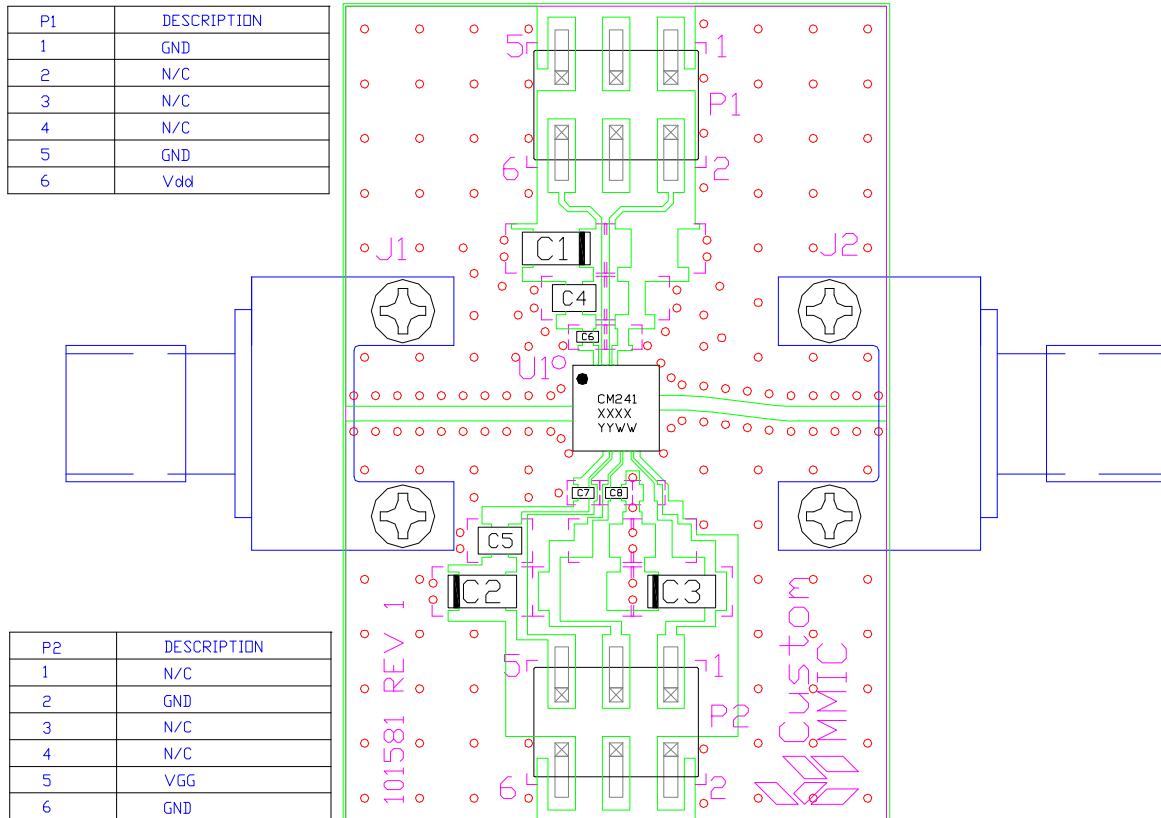 P1 DESCRIPTION
1 GND
2 N/C
3 N/C
4 N/C
5 GND
6 Vdd
5 1
P1
6 2
J1
J2
C1
C4
C6
U1
CM241
XXXX
YYWW
C7 C8
C5
C2
C3
5 1
P2
6 2
101581 REV 1
Custom
MMIC
P2 DESCRIPTION
1 N/C
2 GND
3 N/C
4 N/C
5 VGG
6 GND